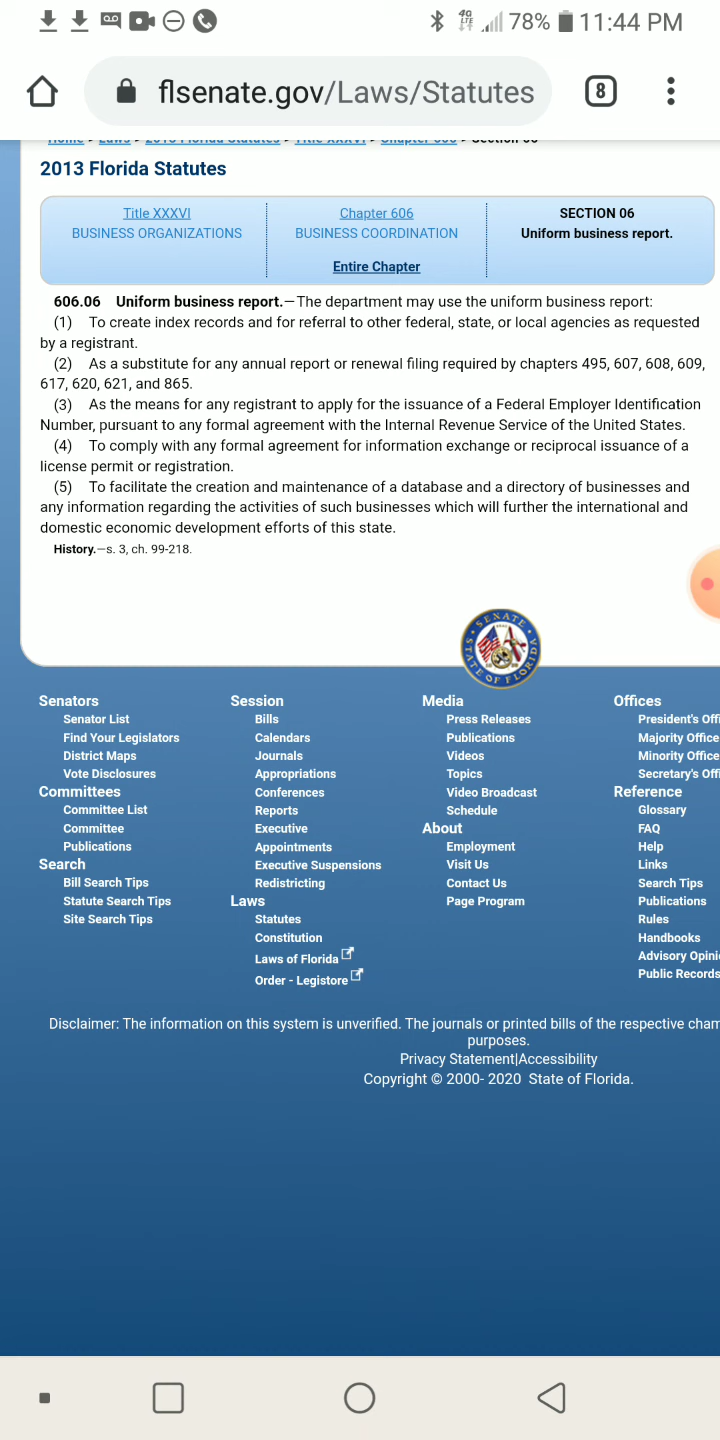 4G
LTE
78%
11:44 PM
flsenate.gov/Laws/Statutes
8
2013 Florida Statutes
Title XXXVI
BUSINESS ORGANIZATIONS
Chapter 606
BUSINESS COORDINATION
Entire Chapter
SECTION 06
Uniform business report.
606.06 Uniform business report.—The department may use the uniform business report:
(1) To create index records and for referral to other federal, state, or local agencies as requested
by a registrant.
(2) As a substitute for any annual report or renewal filing required by chapters 495, 607, 608, 609,
617, 620, 621, and 865.
(3) As the means for any registrant to apply for the issuance of a Federal Employer Identification
Number, pursuant to any formal agreement with the Internal Revenue Service of the United States.
(4) To comply with any formal agreement for information exchange or reciprocal issuance of a
license permit or registration.
(5) To facilitate the creation and maintenance of a database and a directory of businesses and
any information regarding the activities of such businesses which will further the international and
domestic economic development efforts of this state.
History.—s. 3, ch. 99-218.
SENATE
STATE OF FLORIDA
Senators
Senator List
Find Your Legislators
District Maps
Vote Disclosures
Committees
Committee List
Committee
Publications
Search
Bill Search Tips
Statute Search Tips
Site Search Tips
Session
Bills
Calendars
Journals
Appropriations
Conferences
Reports
Executive
Appointments
Executive Suspensions
Redistricting
Laws
Statutes
Constitution
Laws of Florida
Order - Legistore
Media
Press Releases
Publications
Videos
Topics
Video Broadcast
Schedule
About
Employment
Visit Us
Contact Us
Page Program
Offices
President's Offi
Majority Office
Minority Office
Secretary's Offi
Reference
Glossary
FAQ
Help
Links
Search Tips
Publications
Rules
Handbooks
Advisory Opini
Public Records
Disclaimer: The information on this system is unverified. The journals or printed bills of the respective cham
purposes.
Privacy Statement|Accessibility
Copyright © 2000- 2020 State of Florida.